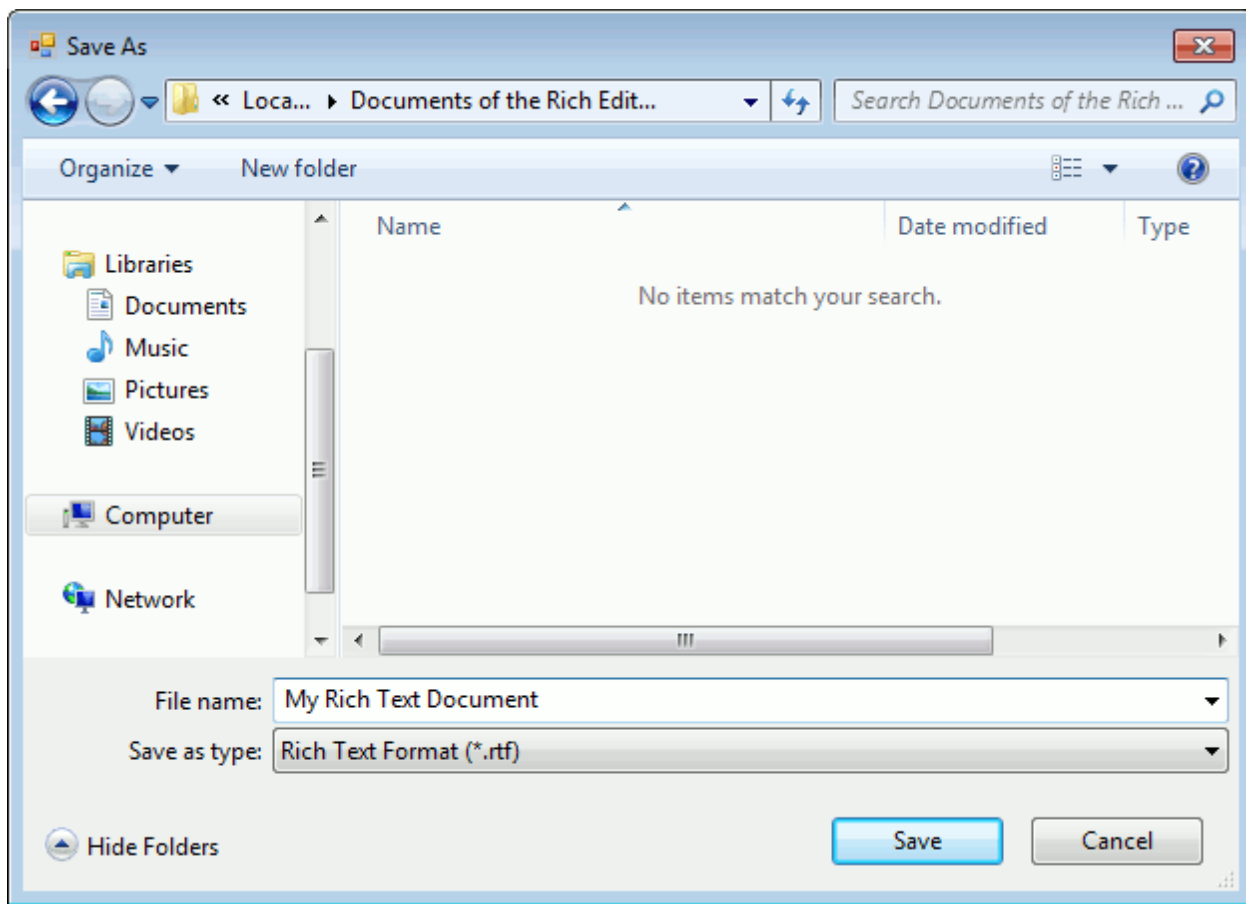 Save As
« Loca... Documents of the Rich Edit... Search Documents of the Rich ...
Organize New folder
Name Date modified Type
Libraries
Documents
Music
Pictures
Videos
Computer
Network
No items match your search.
File name: My Rich Text Document
Save as type: Rich Text Format (*.rtf)
Hide Folders Save Cancel